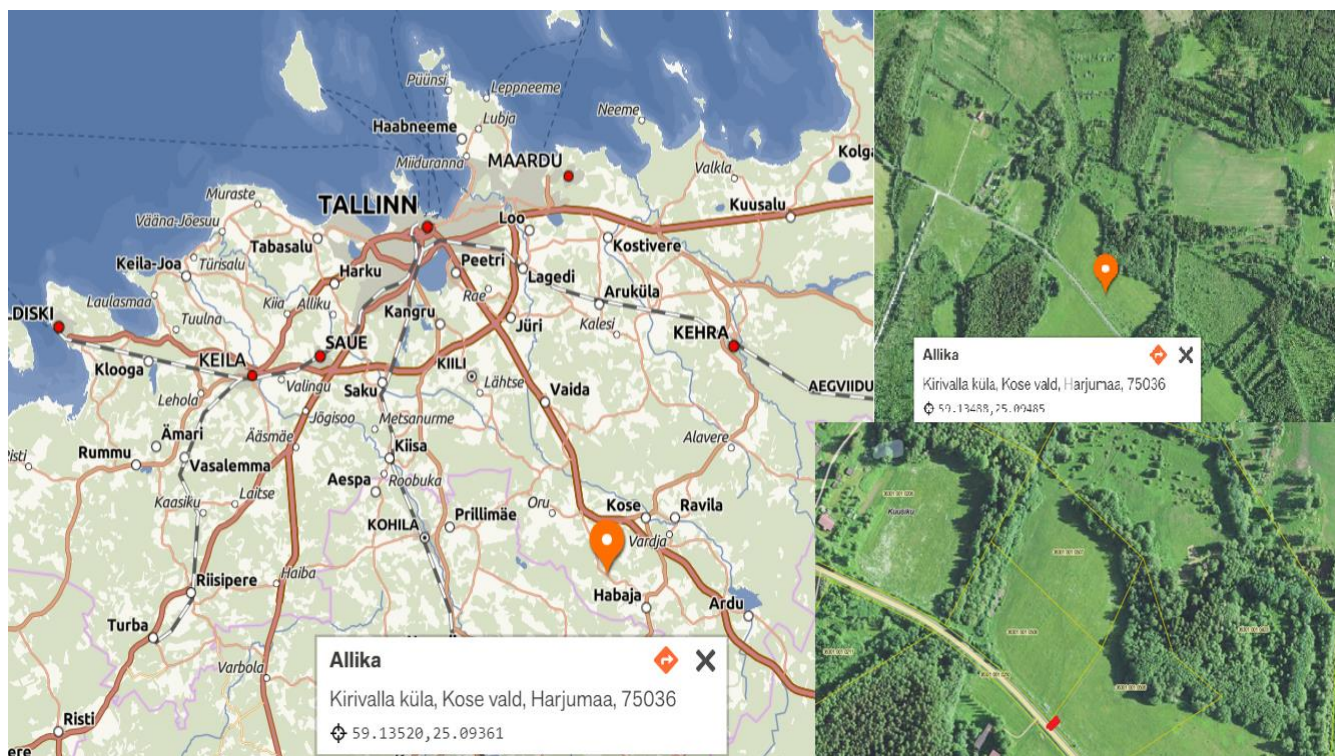 Püünsi
Leppneeme
Neeme
Lubja
Haabneeme
MAARDU
Kolga
Miiduranna
Valkla
Muraste
TALLINN
Kuusalu
Vääna-Jõesuu
Loo
Tabasalu
Kostivere
Keila-Joa
Türisalu
Peetri
Lagedi
Harku
Rae
Laulasmaa
Kiia
Alliku
Kangru
Aruküla
LDISKI
Tuulna
Jüri
Kalesi
KEHRA
SAUE
Klooga
KEILA
KIILI
Valingu
Saku
Lähtse
AEGVIIDU
Lehola
Vaida
Jõgisoo
Metsanurme
Ämari
Ääsmäe
Alavere
Risti
Rummu
Vasalemma
Kiisa
Aespa
Roobuka
Laitse
Kaasiku
Oru
Kose
Ravila
Prillimäe
KOHILA
Vardja
Haiba
Riisipere
Habaja
Ardu
Turba
Varbola
Risti
ere
Allika
Kirivalla küla, Kose vald, Harjumaa, 75036
59.13520,25.09361
Allika
Kirivalla küla, Kose vald, Harjumaa, 75036
59.13488,25.09485
Kuusiku